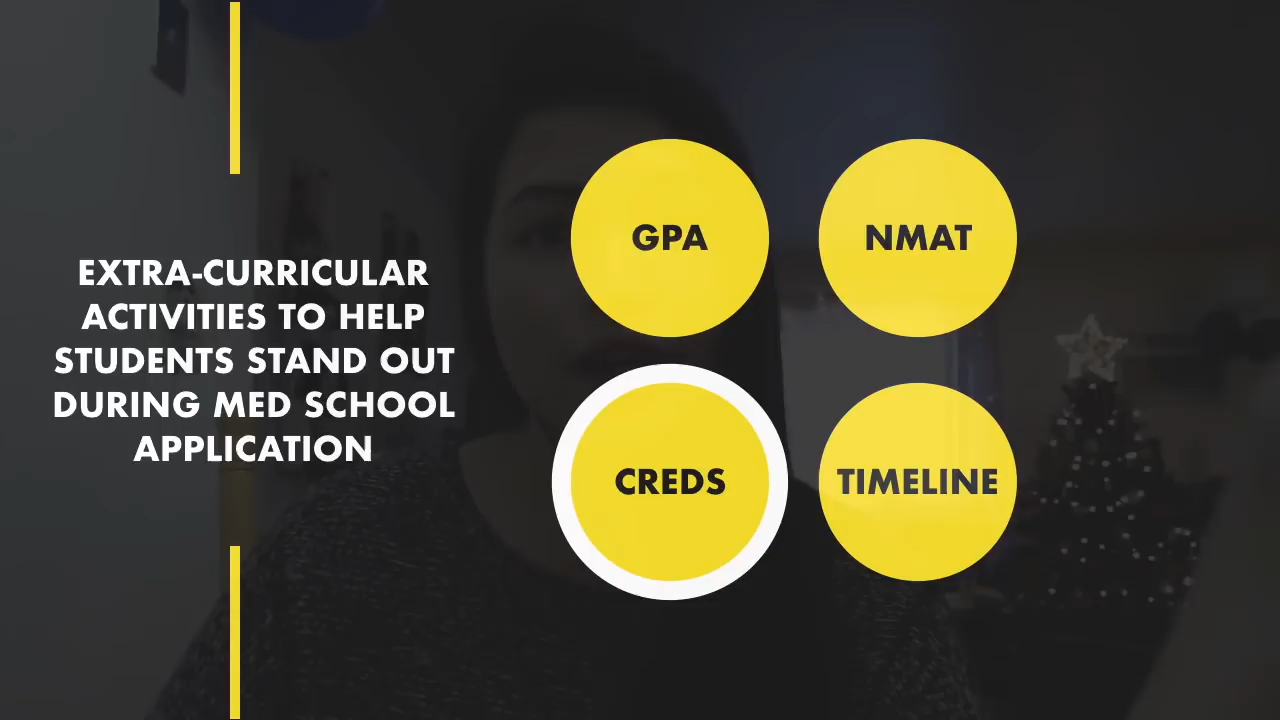 EXTRA-CURRICULAR
ACTIVITIES TO HELP
STUDENTS STAND OUT
DURING MED SCHOOL
APPLICATION
GPA
NMAT
CREDS
TIMELINE